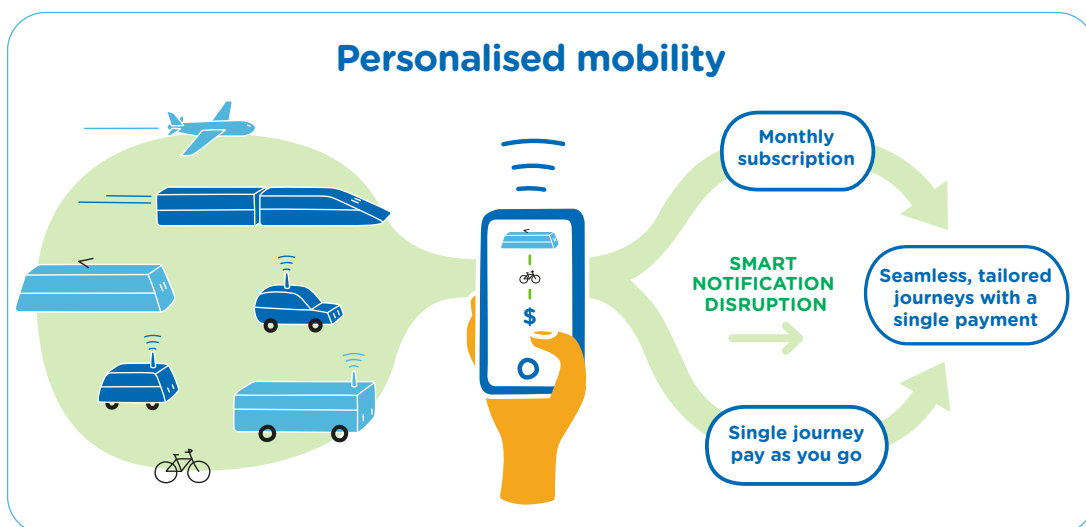 Personalised mobility
$
Monthly
subscription
SMART
NOTIFICATION
DISRUPTION
Seamless, tailored
journeys with a
single payment
Single journey
pay as you go